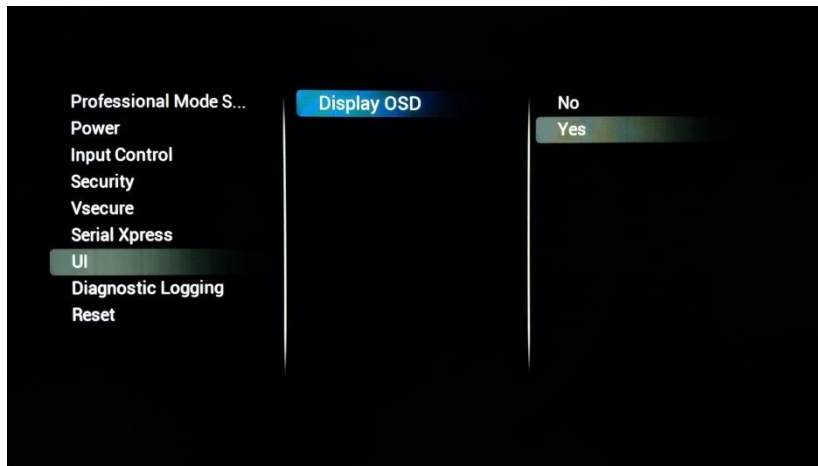 Professional Mode S...
Power
Input Control
Security
Vsecure
Serial Xpress
UI
Diagnostic Logging
Reset
Display OSD
No
Yes